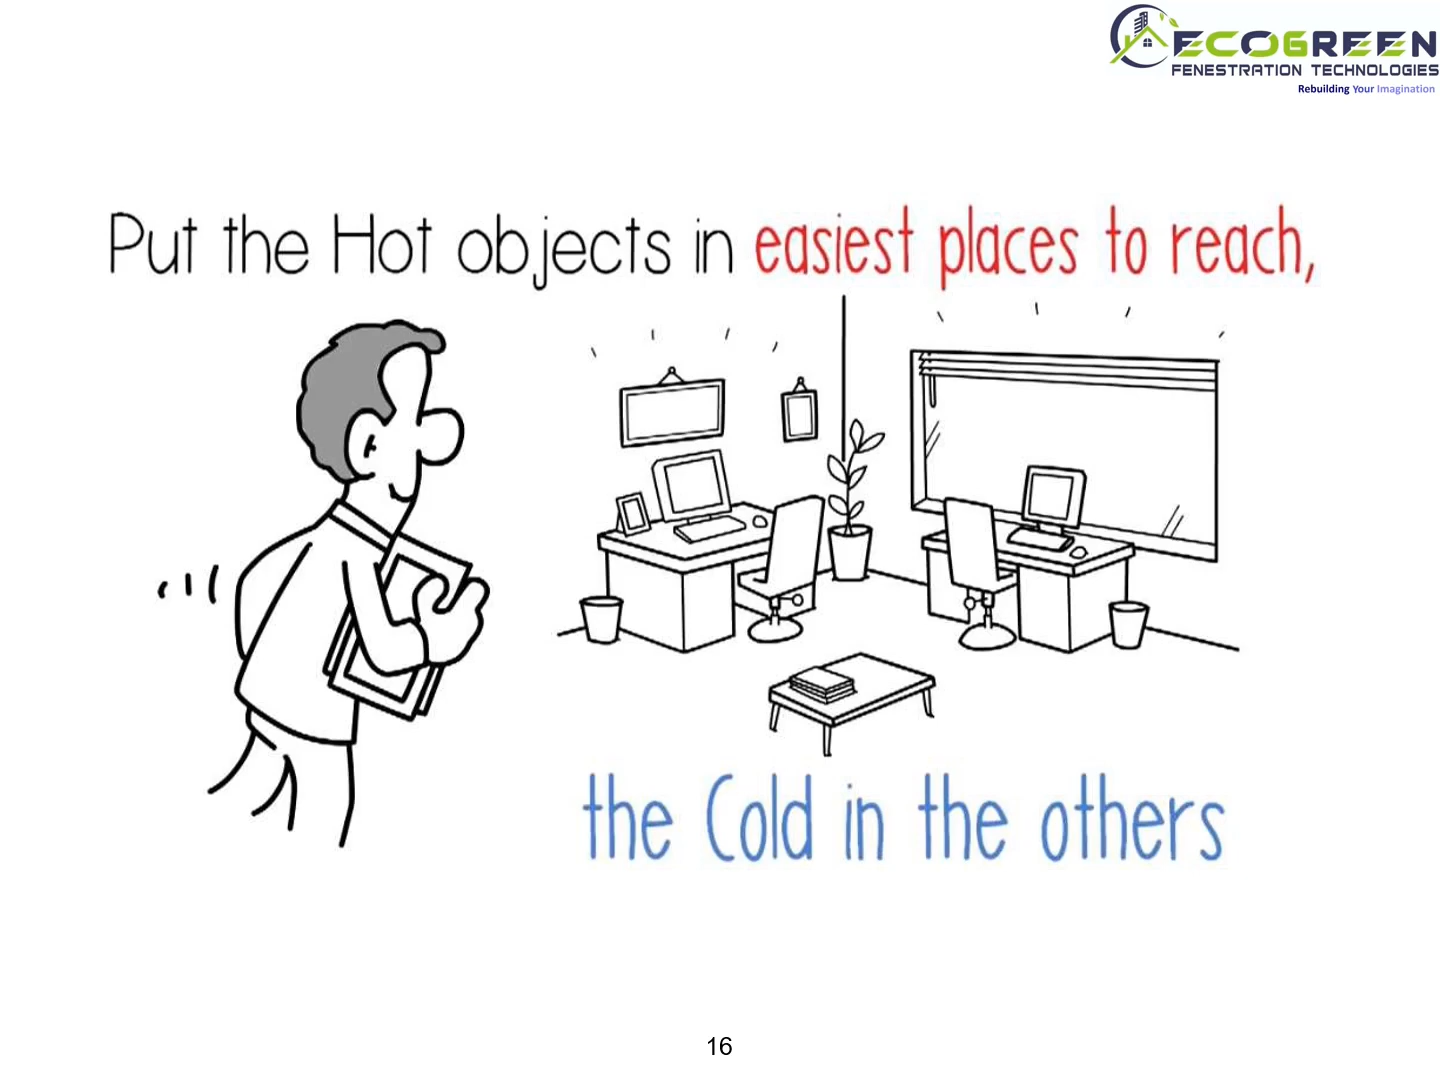 ECOGREEN
FENESTRATION TECHNOLOGIES
Rebuilding Your Imagination
Put the Hot objects in easiest places to reach,
the Cold in the others
16